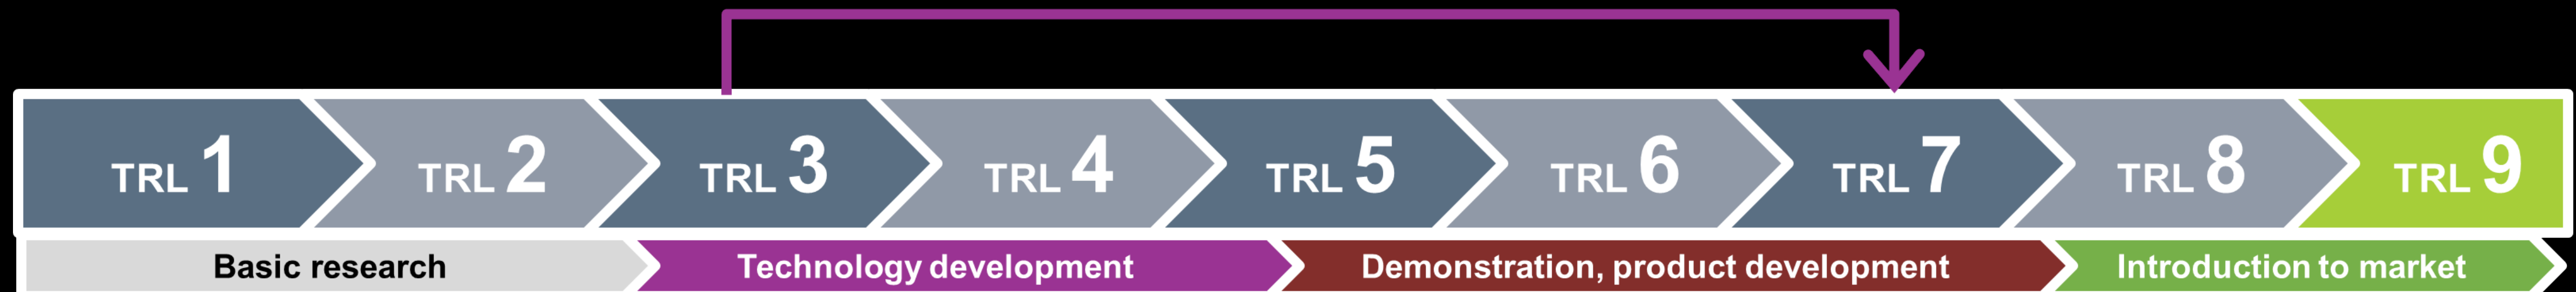 TRL 1
TRL 2
TRL 3
TRL 4
TRL 5
TRL 6
TRL 7
TRL 8
TRL 9
Basic research
Technology development
Demonstration, product development
Introduction to market